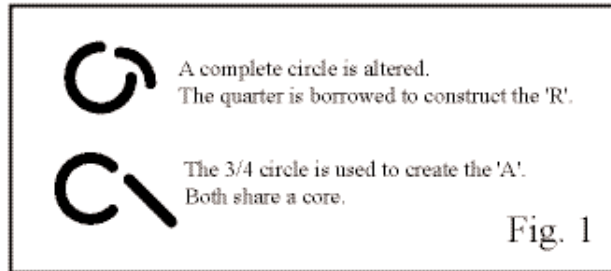 A complete circle is altered.
The quarter is borrowed to construct the 'R'.
The 3/4 circle is used to create the 'A'.
Both share a core.
Fig. 1